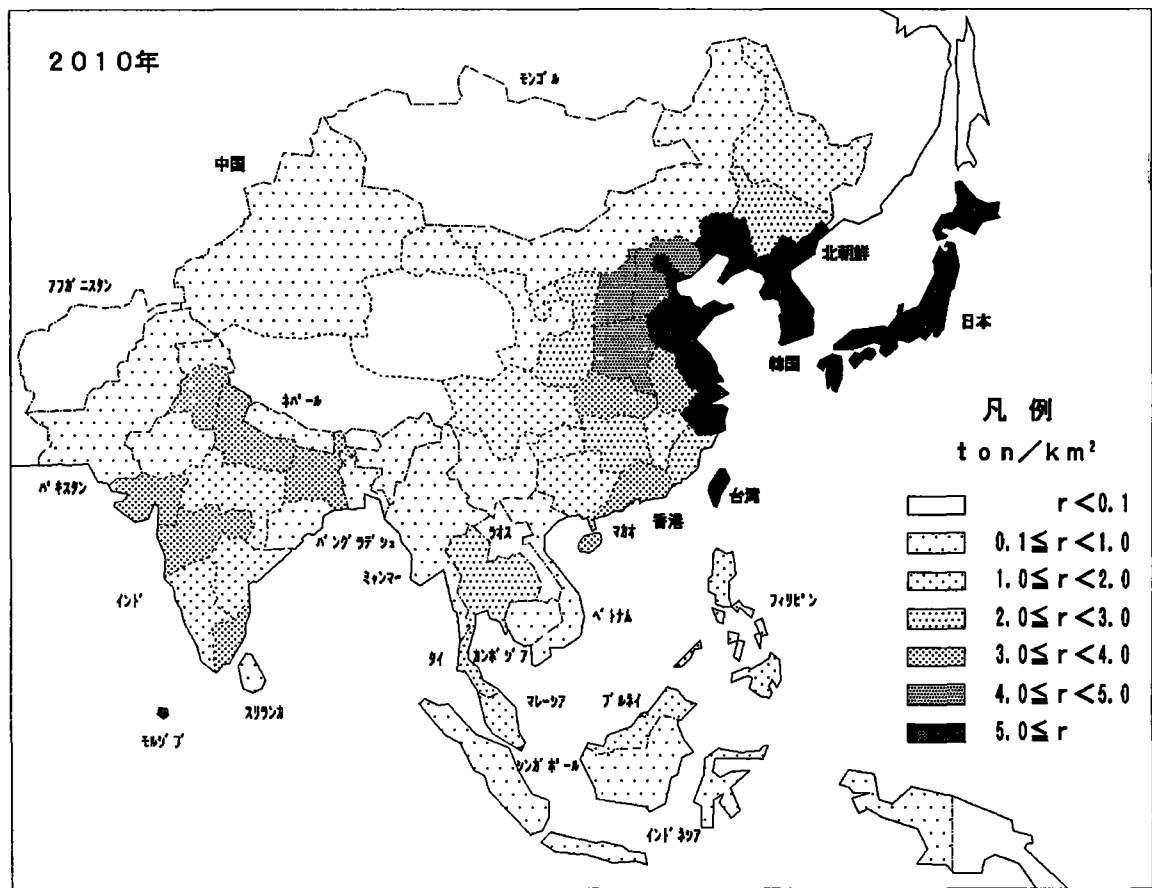 2010年
モンゴル
中国
北朝鮮
アフガニスタン
日本
韓国
ネパール
凡例
ton/km²
パキスタン
台湾
香港
ラオス
マカオ
バングラデシュ
ミャンマー
インド
ベトナム
フィリピン
タイ
カンボジア
マレーシア
ブルネイ
スリランカ
モルジブ
シンガポール
インドネシア
r<0.1
0.1≦r<1.0
1.0≦r<2.0
2.0≦r<3.0
3.0≦r<4.0
4.0≦r<5.0
5.0≦r